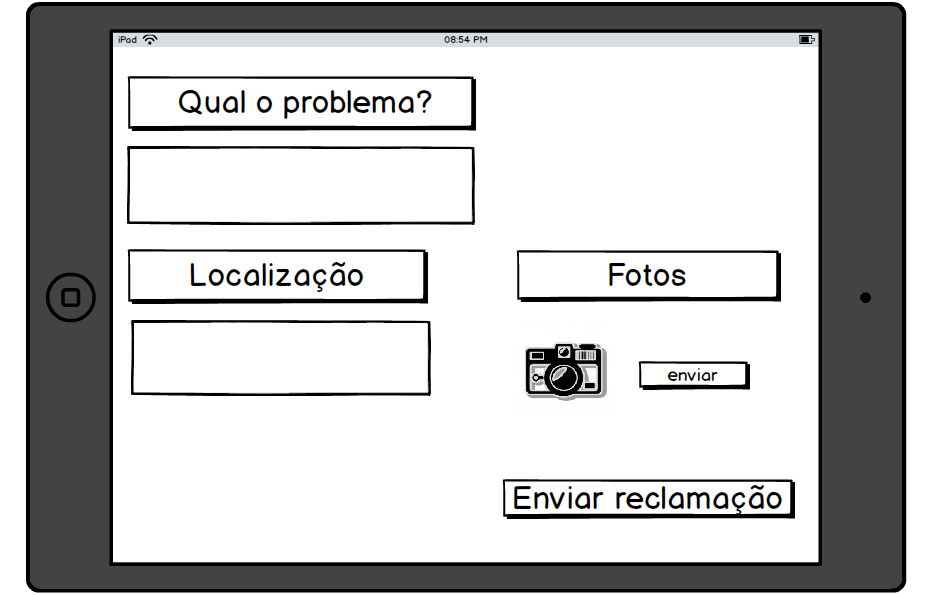 iPad
08:54 PM
Qual o problema?
Localização
Fotos
enviar
Enviar reclamação